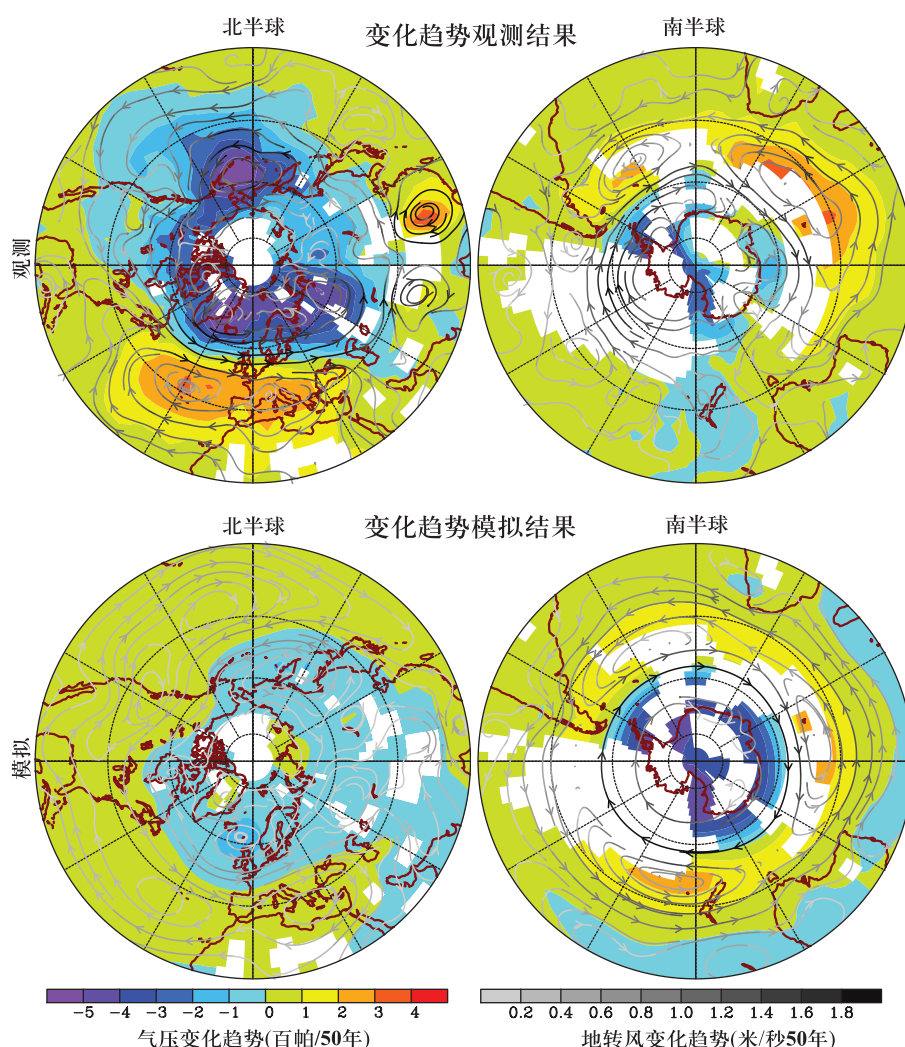 北半球
变化趋势观测结果
南半球
观测
北半球
变化趋势模拟结果
南半球
模拟
-5 -4 -3 -2 -1 0 1 2 3 4
0.2 0.4 0.6 0.8 1.0 1.2 1.4 1.6 1.8
气压变化趋势(百帕/50年)
地转风变化趋势(米/秒50年)